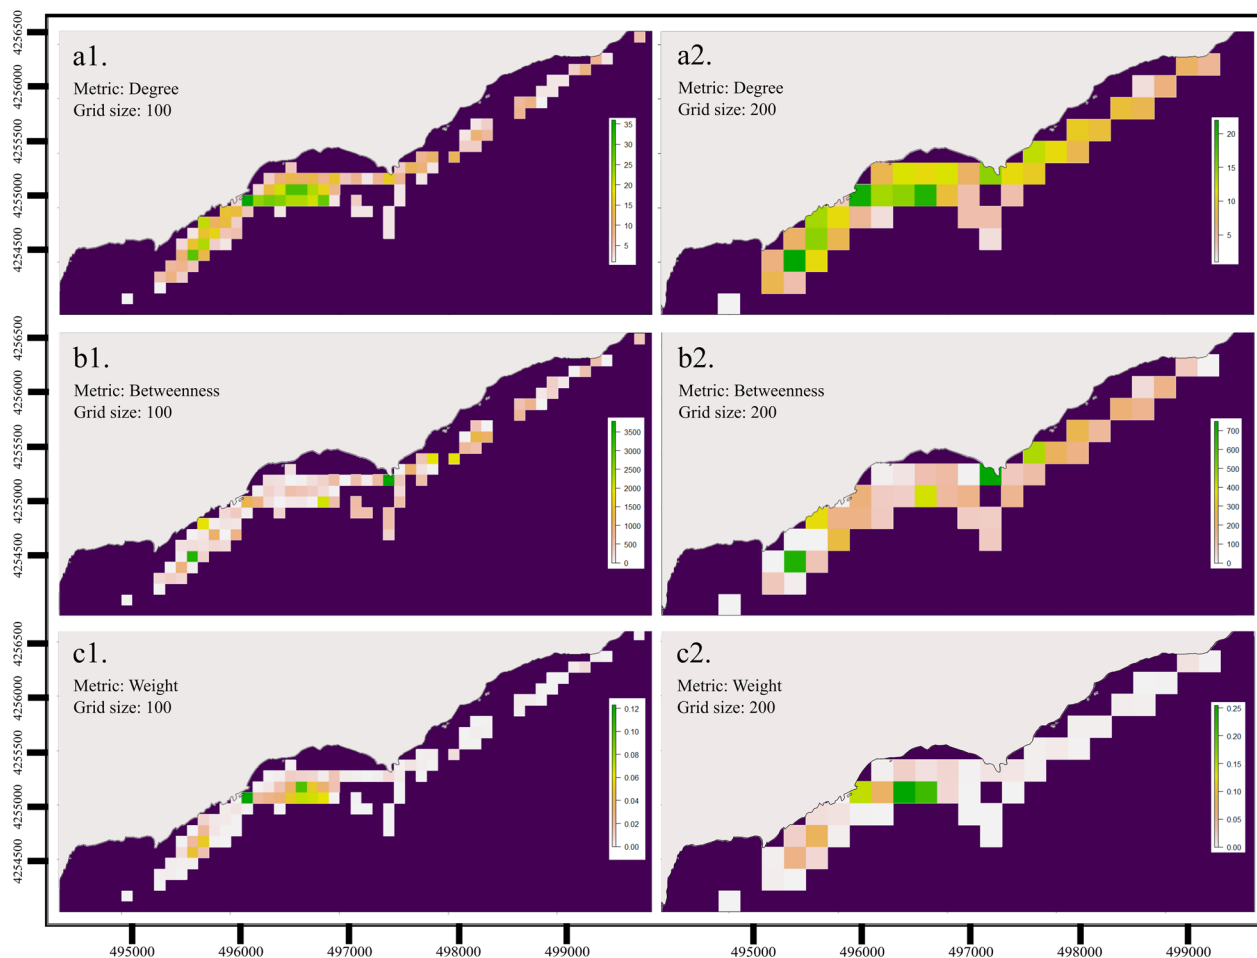 4256500
4256000
4255500
4255000
4254500
a1.
Metric: Degree
Grid size: 100
35
30
25
20
15
10
5
a2.
Metric: Degree
Grid size: 200
20
15
10
5
4256500
4256000
4255500
4255000
4254500
b1.
Metric: Betweenness
Grid size: 100
3500
3000
2500
2000
1500
1000
500
0
b2.
Metric: Betweenness
Grid size: 200
700
600
500
400
300
200
100
0
4256500
4256000
4255500
4255000
4254500
c1.
Metric: Weight
Grid size: 100
0.12
0.10
0.08
0.06
0.04
0.02
0.00
c2.
Metric: Weight
Grid size: 200
0.25
0.20
0.15
0.10
0.05
0.00
495000 496000 497000 498000 499000 495000 496000 497000 498000 499000